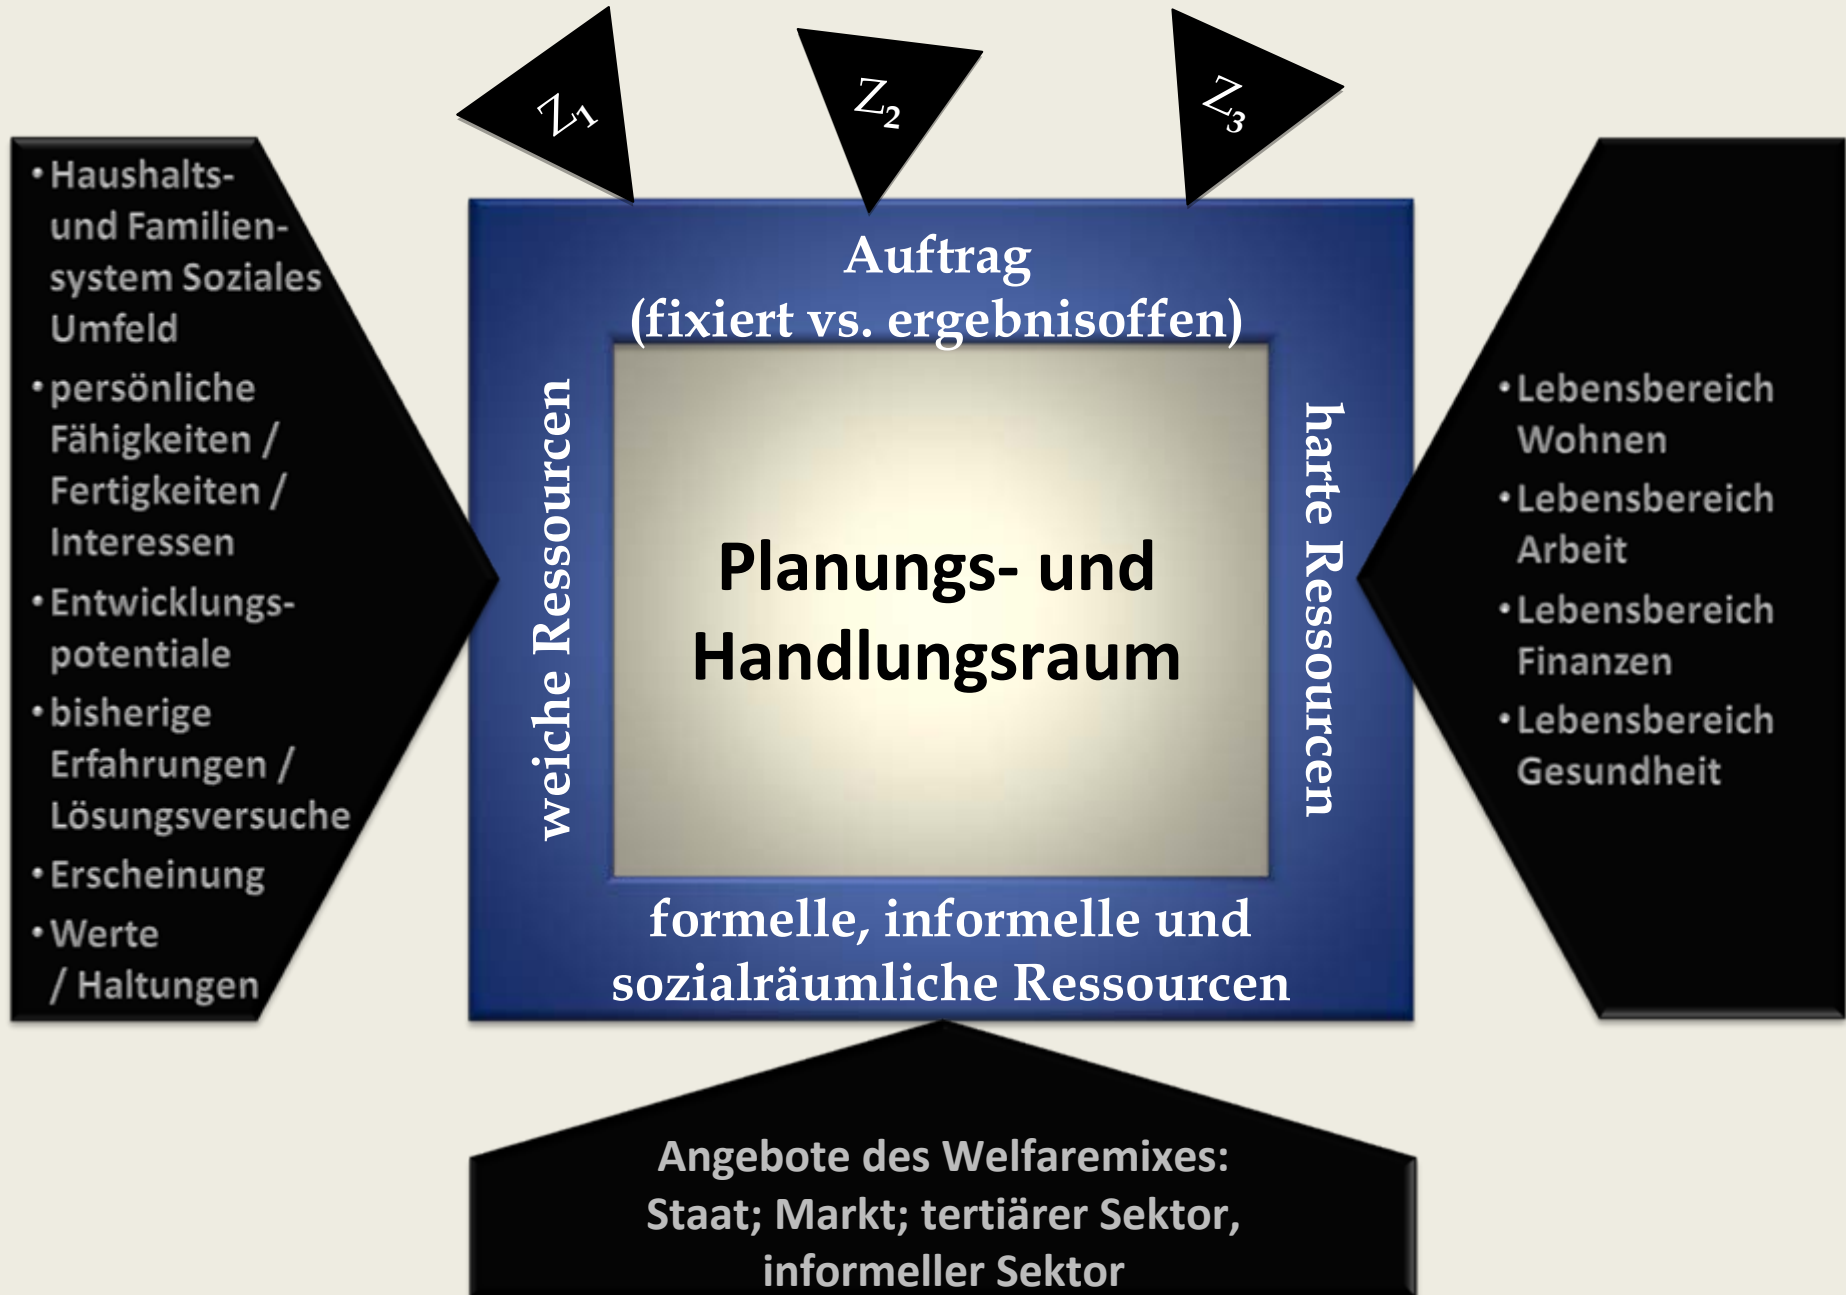 Z1
Z2
Z3
• Haushalts-
und Familien-
system Soziales
Umfeld
• persönliche
Fähigkeiten /
Fertigkeiten /
Interessen
• Entwicklungs-
potentiale
• bisherige
Erfahrungen /
Lösungsversuche
• Erscheinung
• Werte
/ Haltungen
Auftrag
(fixiert vs. ergebnisoffen)
weiche Ressourcen
Planungs- und
Handlungsraum
harte Ressourcen
formelle, informelle und
sozialräumliche Ressourcen
• Lebensbereich
Wohnen
• Lebensbereich
Arbeit
• Lebensbereich
Finanzen
• Lebensbereich
Gesundheit
Angebote des Welfaremixes:
Staat; Markt; tertiärer Sektor,
informeller Sektor